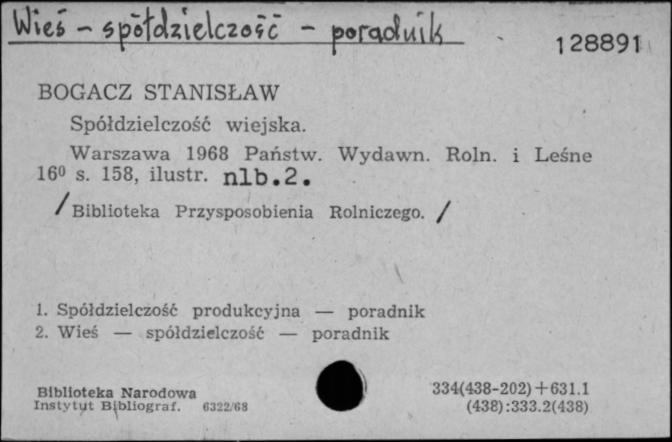 Wieś - spółdzielczość - poradnik
128891
BOGACZ STANISŁAW
Spółdzielczość wiejska.
Warszawa 1968 Państw. Wydawn. Roln. i Leśne
16⁰ s. 158, ilustr. nlb.2.
/Biblioteka Przysposobienia Rolniczego. /
1. Spółdzielczość produkcyjna — poradnik
2. Wieś — spółdzielczość — poradnik
Biblioteka Narodowa
Instytut Bibliograf. 6322/68
334(438-202)+631.1
(438):333.2(438)